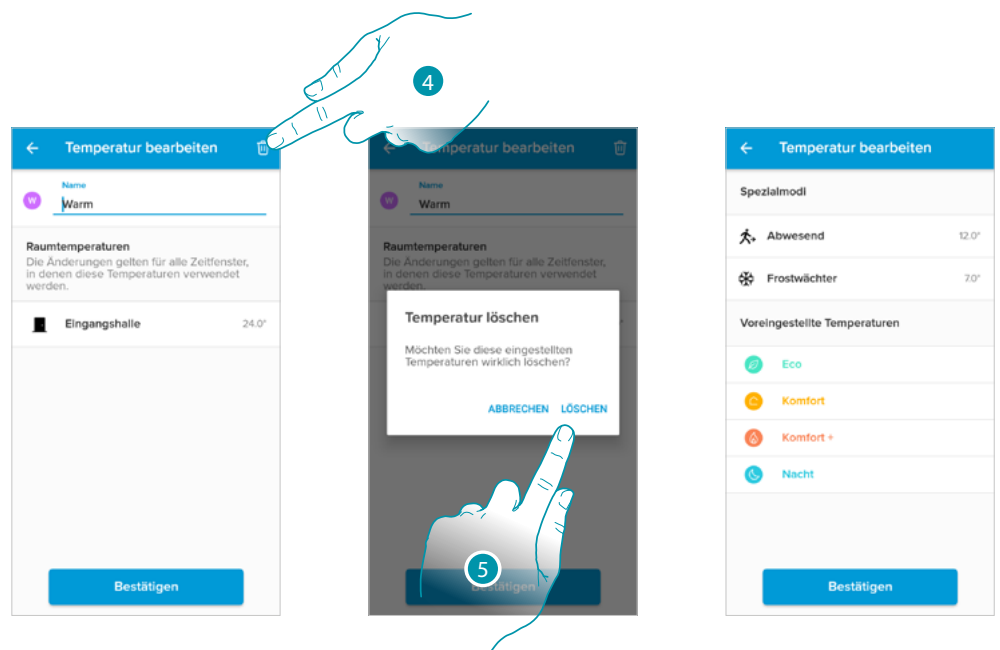 4
Temperatur bearbeiten
Name
W
Warm
Raumtemperaturen
Die Änderungen gelten für alle Zeitfenster,
in denen diese Temperaturen verwendet
werden.
Eingangshalle 24.0°
Bestätigen
Temperatur bearbeiten
Name
W
Warm
Raumtemperaturen
Die Änderungen gelten für alle Zeitfenster,
in denen diese Temperaturen verwendet
werden.
Temperatur löschen
Möchten Sie diese eingestellten
Temperaturen wirklich löschen?
ABBRECHEN LÖSCHEN
5
Bestätigen
Temperatur bearbeiten
Spezialmodi
Abwesend 12.0°
Frostwächter 7.0°
Voreingestellte Temperaturen
Eco
Komfort
Komfort +
Nacht
Bestätigen